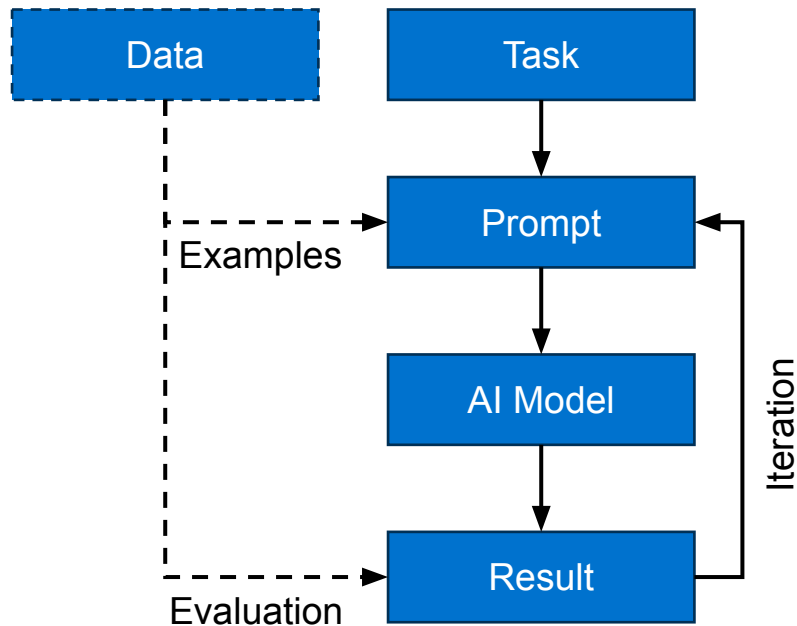 Data
Task
Prompt
Examples
AI Model
Iteration
Result
Evaluation